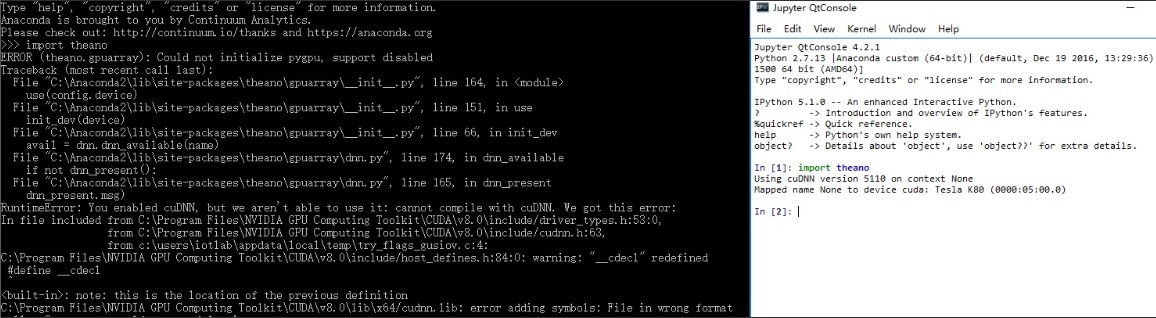 Type "help", "copyright", "credits" or "license" for more information.
Anaconda is brought to you by Continuum Analytics.
Please check out: http://continuum.io/thanks and https://anaconda.org
>>> import theano
ERROR (theano.gpuarray): Could not initialize pygpu, support disabled
Traceback (most recent call last):
  File "C:\Anaconda2\lib\site-packages\theano\gpuarray\__init__.py", line 164, in <module>
    use(config.device)
  File "C:\Anaconda2\lib\site-packages\theano\gpuarray\__init__.py", line 151, in use
    init_dev(device)
  File "C:\Anaconda2\lib\site-packages\theano\gpuarray\__init__.py", line 66, in init_dev
    avail = dnn.dnn_available(name)
  File "C:\Anaconda2\lib\site-packages\theano\gpuarray\dnn.py", line 174, in dnn_available
    if not dnn_present():
  File "C:\Anaconda2\lib\site-packages\theano\gpuarray\dnn.py", line 165, in dnn_present
    dnn_present.msg)
RuntimeError: You enabled cuDNN, but we aren't able to use it: cannot compile with cuDNN. We got this error:
In file included from C:\Program Files\NVIDIA GPU Computing Toolkit\CUDA\v8.0\include/driver_types.h:53:0,
                 from C:\Program Files\NVIDIA GPU Computing Toolkit\CUDA\v8.0\include/cudnn.h:63,
                 from c:\users\iotlab\appdata\local\temp\try_flags_gusiov.c:4:
C:\Program Files\NVIDIA GPU Computing Toolkit\CUDA\v8.0\include/host_defines.h:84:0: warning: "__cdecl" redefined
 #define __cdecl
 ^
<built-in>: note: this is the location of the previous definition
C:\Program Files\NVIDIA GPU Computing Toolkit\CUDA\v8.0\lib\x64/cudnn.lib: error adding symbols: File in wrong format
Jupyter QtConsole
File Edit View Kernel Window Help
Jupyter QtConsole 4.2.1
Python 2.7.13 |Anaconda custom (64-bit)| (default, Dec 19 2016, 13:29:36)
1500 64 bit (AMD64)]
Type "copyright", "credits" or "license" for more information.
IPython 5.1.0 -- An enhanced Interactive Python.
?         -> Introduction and overview of IPython's features.
%quickref -> Quick reference.
help      -> Python's own help system.
object?   -> Details about 'object', use 'object??' for extra details.
In [1]: import theano
Using cuDNN version 5110 on context None
Mapped name None to device cuda: Tesla K80 (0000:05:00.0)
In [2]: